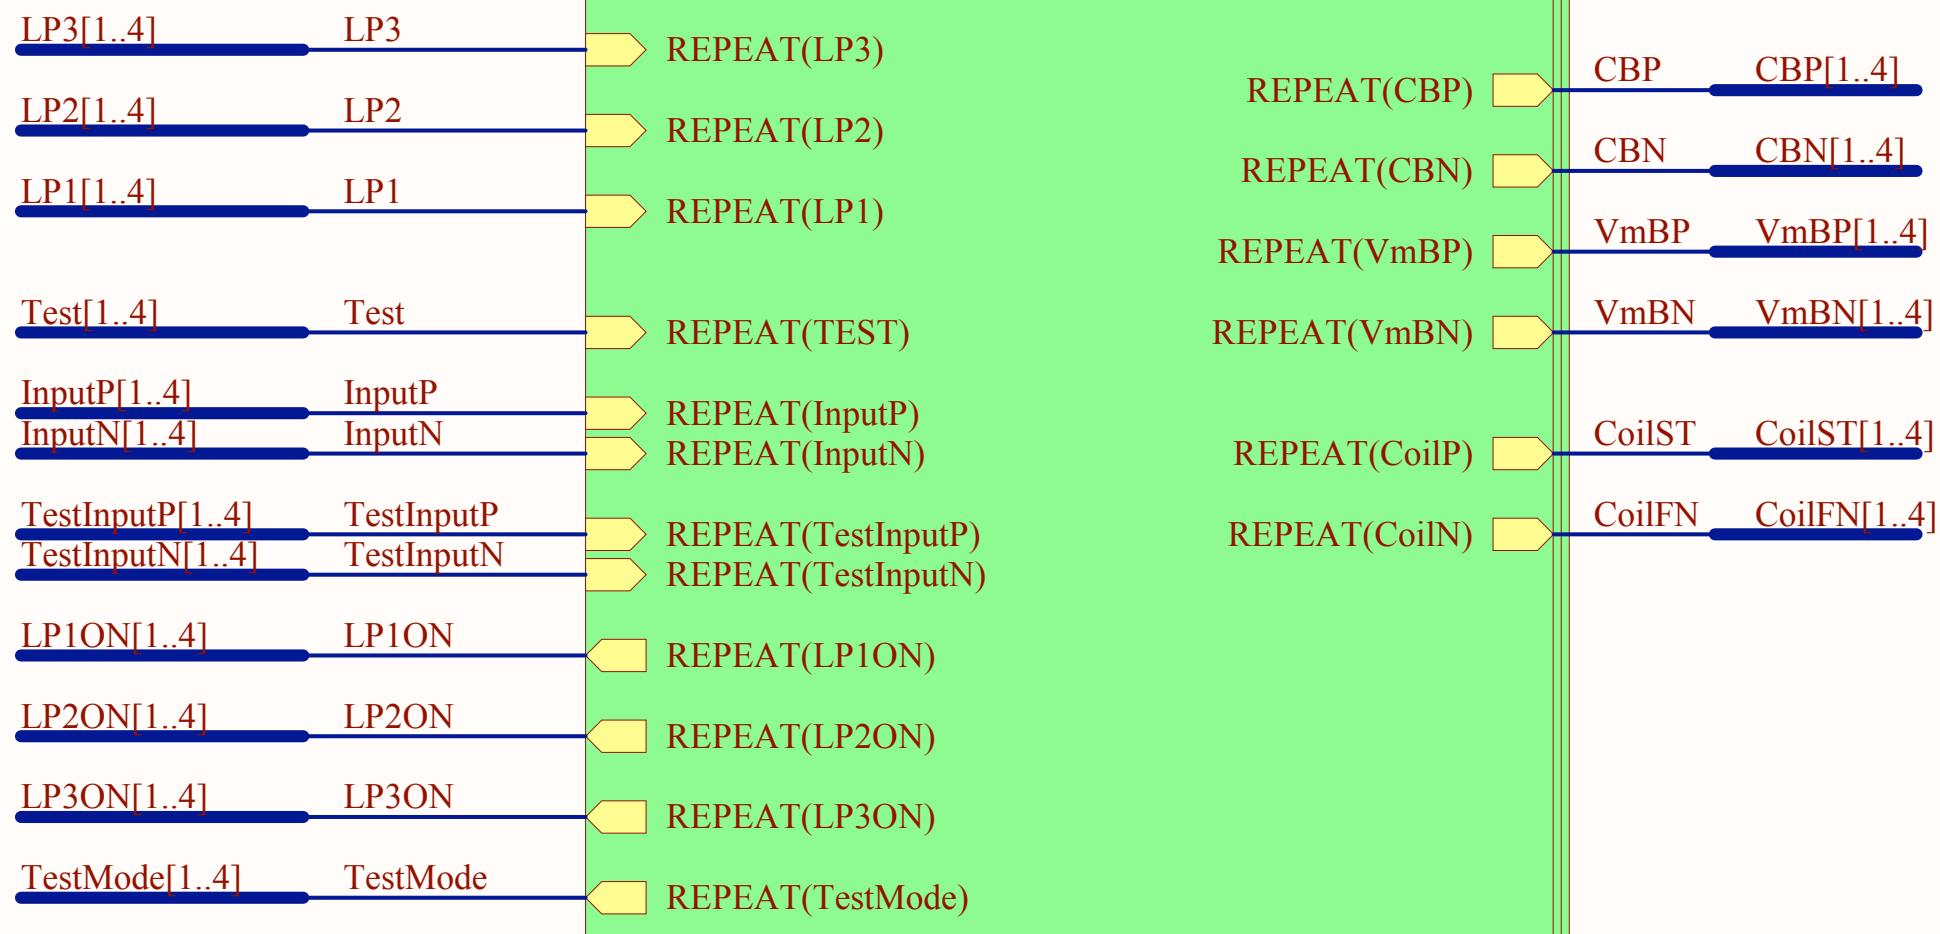 LP3[1..4] LP3 REPEAT(LP3)
REPEAT(CBP) CBP CBP[1..4]
LP2[1..4] LP2 REPEAT(LP2)
REPEAT(CBN) CBN CBN[1..4]
LP1[1..4] LP1 REPEAT(LP1)
REPEAT(VmBP) VmBP VmBP[1..4]
Test[1..4] Test REPEAT(TEST) REPEAT(VmBN) VmBN VmBN[1..4]
InputP[1..4] InputP REPEAT(InputP)
InputN[1..4] InputN REPEAT(InputN) REPEAT(CoilP) CoilST CoilST[1..4]
TestInputP[1..4] TestInputP REPEAT(TestInputP) REPEAT(CoilN) CoilFN CoilFN[1..4]
TestInputN[1..4] TestInputN REPEAT(TestInputN)
LP1ON[1..4] LP1ON REPEAT(LP1ON)
LP2ON[1..4] LP2ON REPEAT(LP2ON)
LP3ON[1..4] LP3ON REPEAT(LP3ON)
TestMode[1..4] TestMode REPEAT(TestMode)